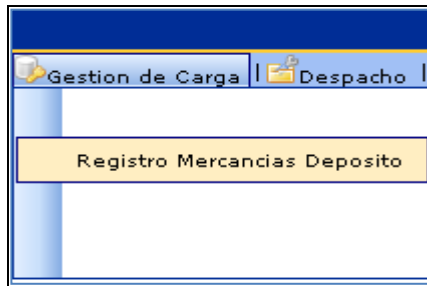 Gestion de Carga | Despacho |
Registro Mercancias Deposito